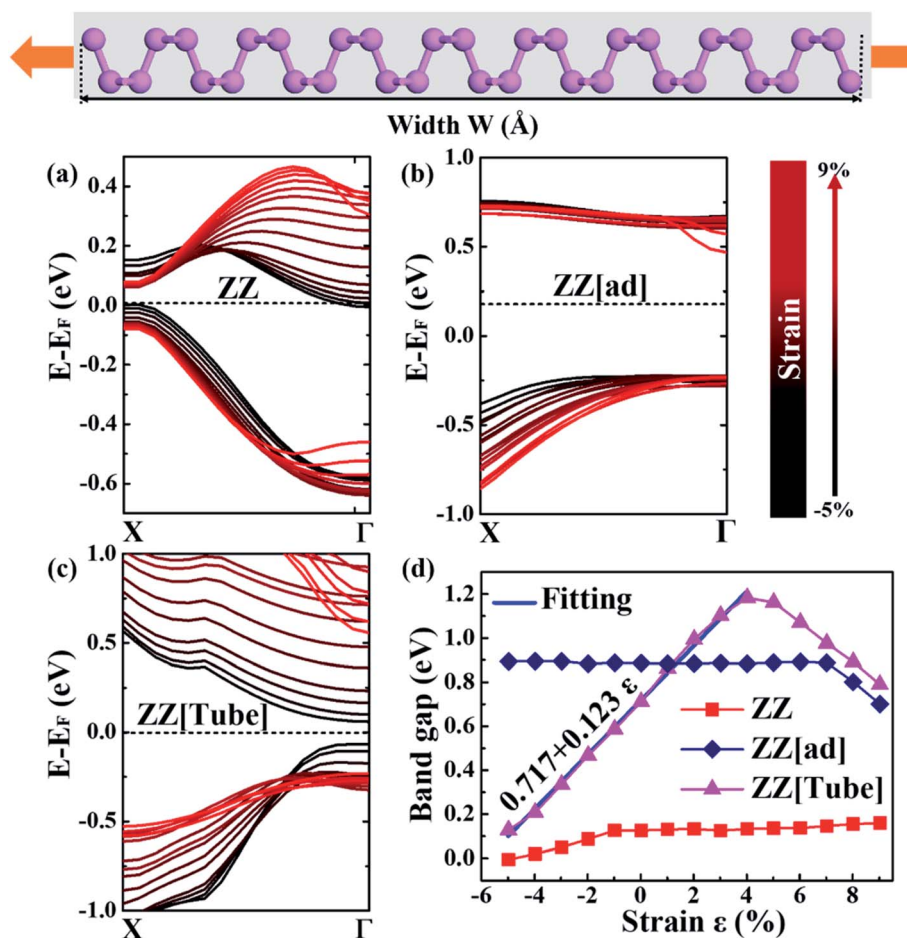 Width W (Å)
(a)
E-E_F (eV)
0.4
0.2
0.0
-0.2
-0.4
-0.6
ZZ
X
Γ
(b)
E-E_F (eV)
1.0
0.5
0.0
-0.5
-1.0
ZZ[ad]
X
Γ
Strain
9%
-5%
(c)
E-E_F (eV)
1.0
0.5
0.0
-0.5
-1.0
ZZ[Tube]
X
Γ
(d)
Band gap (eV)
1.2
1.0
0.8
0.6
0.4
0.2
0.0
Fitting
0.717+0.123 ε
ZZ
ZZ[ad]
ZZ[Tube]
-6 -4 -2 0 2 4 6 8
Strain ε (%)